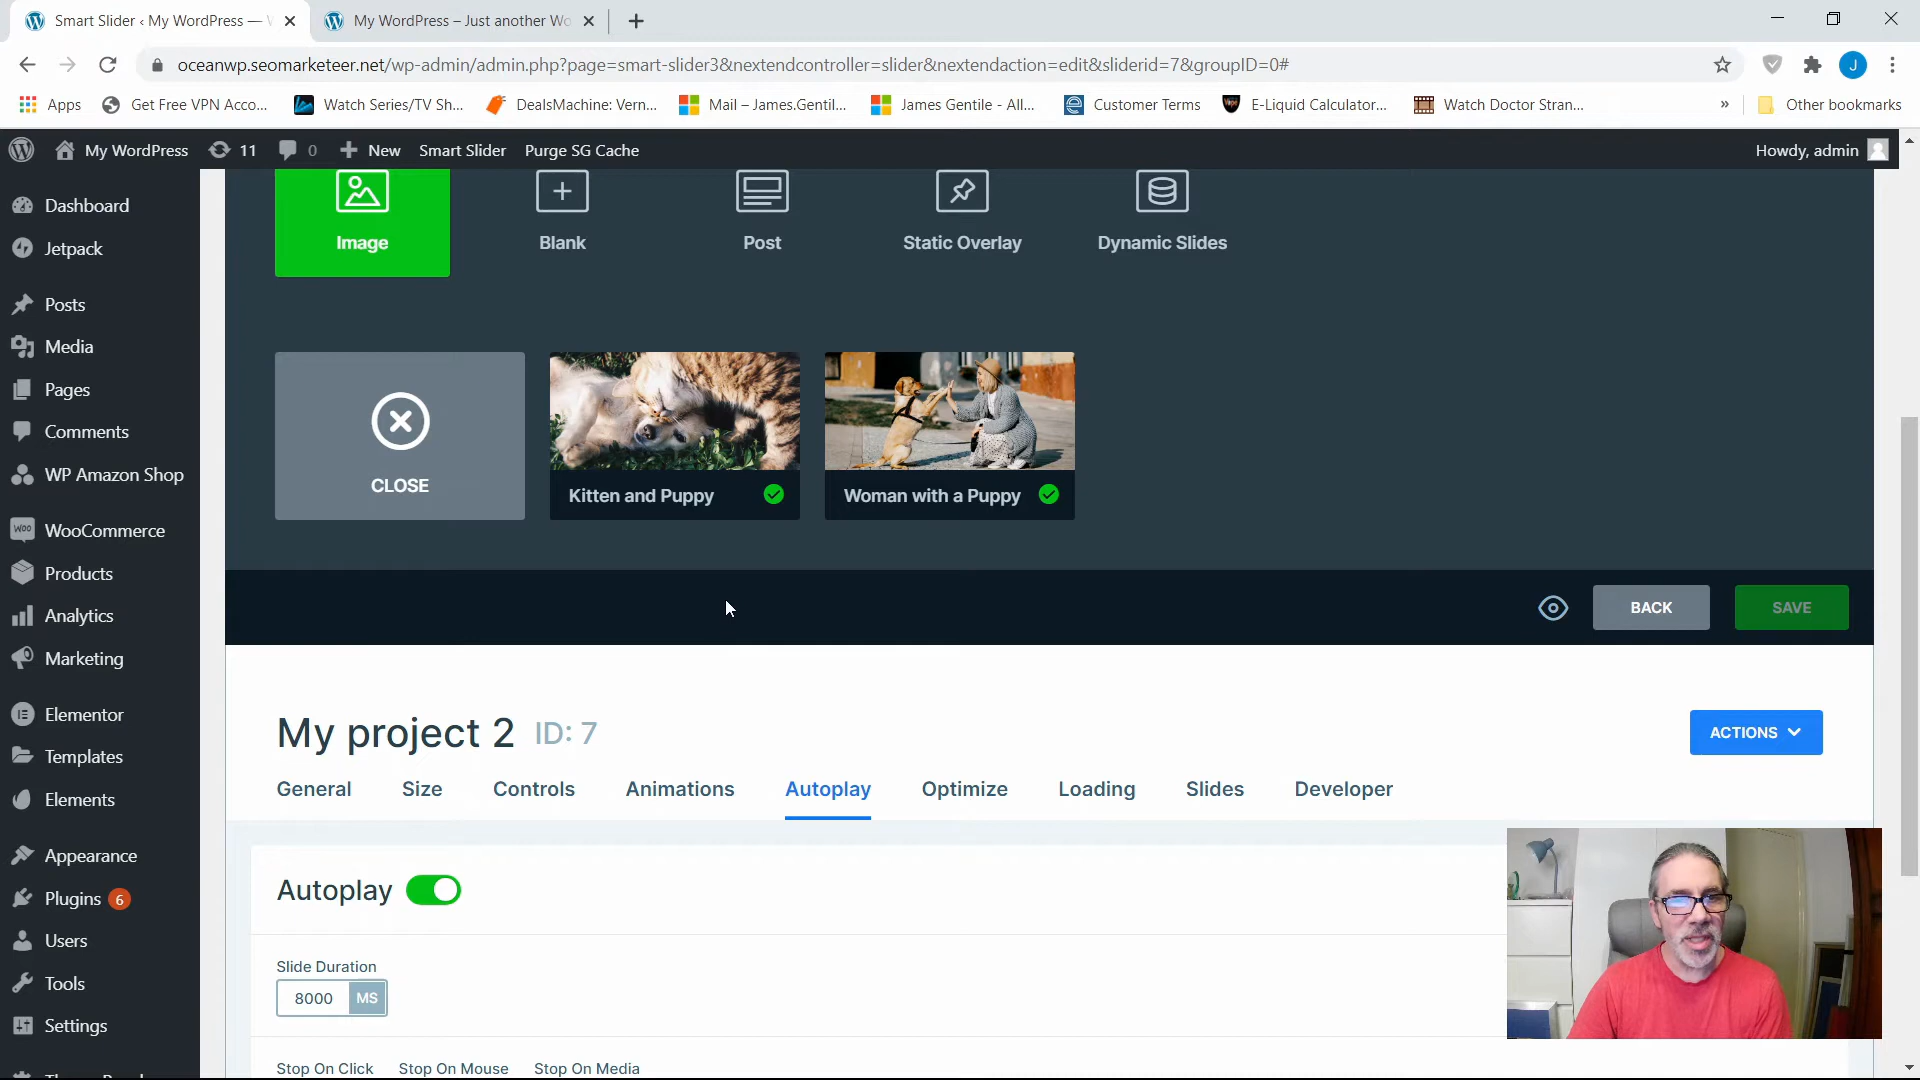 Smart Slider ‹ My WordPress —
My WordPress – Just another Wo
oceanwp.seomarketeer.net/wp-admin/admin.php?page=smart-slider3&nextendcontroller=slider&nextendaction=edit&sliderid=7&groupID=0#
J
Apps
Get Free VPN Acco...
Watch Series/TV Sh...
DealsMachine: Vern...
Mail – James.Gentil...
James Gentile - All...
Customer Terms
E-Liquid Calculator...
Watch Doctor Stran...
»
Other bookmarks
My WordPress
11
0
New
Smart Slider
Purge SG Cache
Howdy, admin
Dashboard
Jetpack
Posts
Media
Pages
Comments
WP Amazon Shop
WooCommerce
Products
Analytics
Marketing
Elementor
Templates
Elements
Appearance
Plugins 6
Users
Tools
Settings
Image
Blank
Post
Static Overlay
Dynamic Slides
CLOSE
Kitten and Puppy
Woman with a Puppy
BACK
SAVE
My project 2 ID: 7
ACTIONS
General
Size
Controls
Animations
Autoplay
Optimize
Loading
Slides
Developer
Autoplay
Slide Duration
8000 MS
Stop On Click
Stop On Mouse
Stop On Media